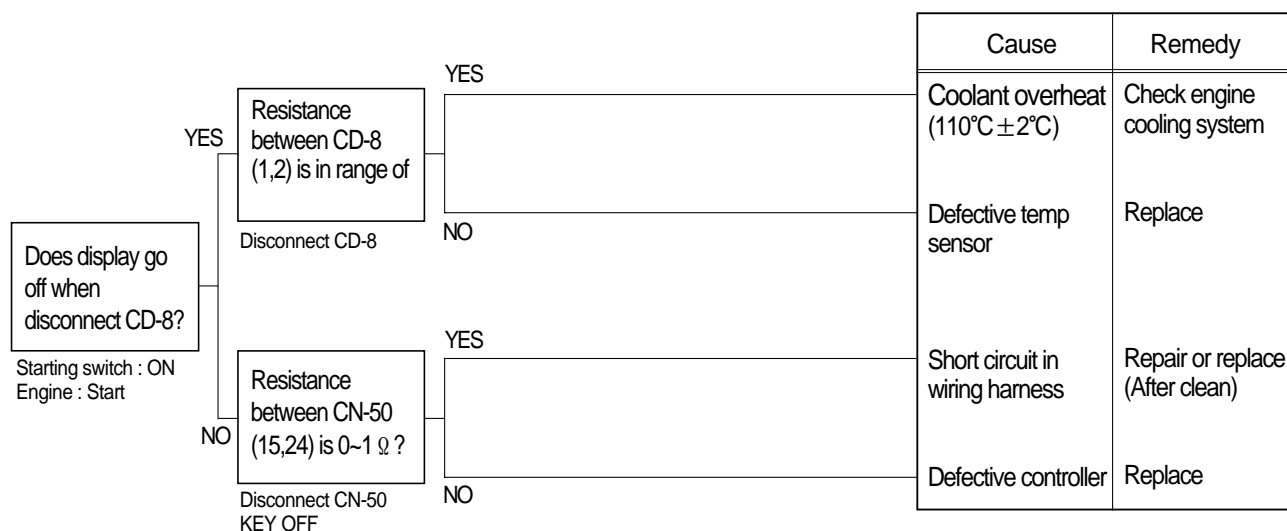 Cause
Remedy
YES
Coolant overheat
(110℃±2℃)
Check engine
cooling system
Resistance
between CD-8
(1,2) is in range of
YES
Disconnect CD-8
NO
Defective temp
sensor
Replace
Does display go
off when
disconnect CD-8?
Starting switch : ON
Engine : Start
YES
Short circuit in
wiring harness
Repair or replace
(After clean)
Resistance
between CN-50
(15,24) is 0~1 Ω ?
NO
Disconnect CN-50
KEY OFF
NO
Defective controller
Replace